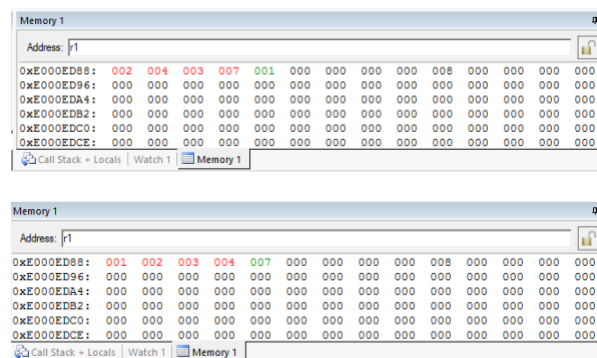 Memory 1
Address: r1
0xE000ED88: 002 004 003 007 001 000 000 000 000 008 000 000 000 000
0xE000ED96: 000 000 000 000 000 000 000 000 000 000 000 000 000 000
0xE000EDA4: 000 000 000 000 000 000 000 000 000 000 000 000 000 000
0xE000EDB2: 000 000 000 000 000 000 000 000 000 000 000 000 000 000
0xE000EDC0: 000 000 000 000 000 000 000 000 000 000 000 000 000 000
0xE000EDCE: 000 000 000 000 000 000 000 000 000 000 000 000 000 000
Call Stack + Locals Watch 1 Memory 1
Memory 1
Address: r1
0xE000ED88: 001 002 003 004 007 000 000 000 000 008 000 000 000 000
0xE000ED96: 000 000 000 000 000 000 000 000 000 000 000 000 000 000
0xE000EDA4: 000 000 000 000 000 000 000 000 000 000 000 000 000 000
0xE000EDB2: 000 000 000 000 000 000 000 000 000 000 000 000 000 000
0xE000EDC0: 000 000 000 000 000 000 000 000 000 000 000 000 000 000
0xE000EDCE: 000 000 000 000 000 000 000 000 000 000 000 000 000 000
Call Stack + Locals Watch 1 Memory 1